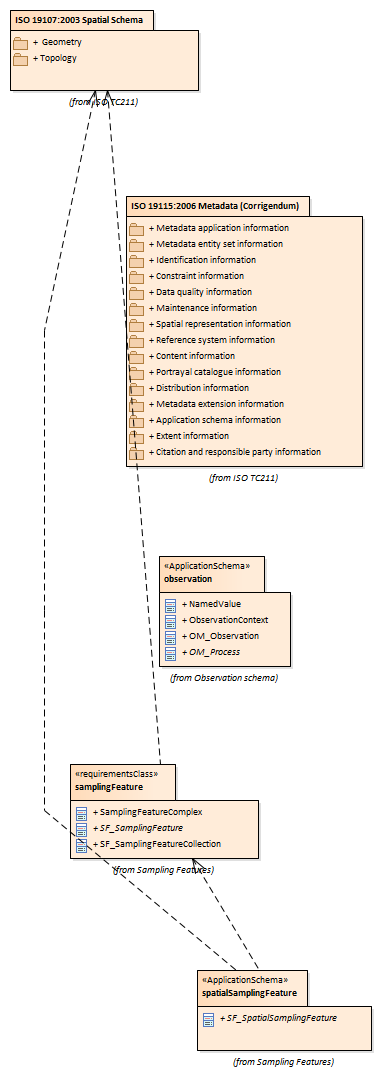 ISO 19107:2003 Spatial Schema
+ Geometry
+ Topology
(from ISO TC211)
ISO 19115:2006 Metadata (Corrigendum)
+ Metadata application information
+ Metadata entity set information
+ Identification information
+ Constraint information
+ Data quality information
+ Maintenance information
+ Spatial representation information
+ Reference system information
+ Content information
+ Portrayal catalogue information
+ Distribution information
+ Metadata extension information
+ Application schema information
+ Extent information
+ Citation and responsible party information
(from ISO TC211)
«ApplicationSchema»
observation
+ NamedValue
+ ObservationContext
+ OM_Observation
+ OM_Process
(from Observation schema)
«requirementsClass»
samplingFeature
+ SamplingFeatureComplex
+ SF_SamplingFeature
+ SF_SamplingFeatureCollection
(from Sampling Features)
«ApplicationSchema»
spatialSamplingFeature
+ SF_SpatialSamplingFeature
(from Sampling Features)